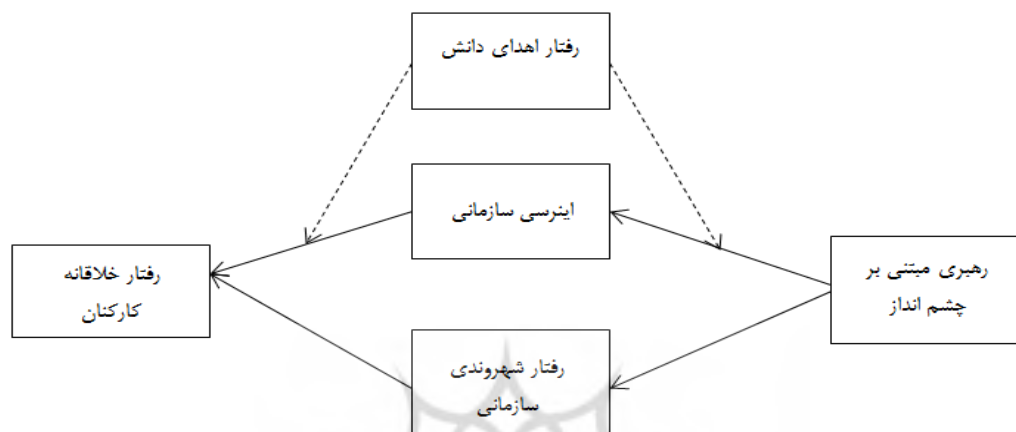 رفتار اهدای دانش
اینرسی سازمانی
رهبری مبتنی بر
چشم انداز
رفتار خلاقانه
کارکنان
رفتار شهروندی
سازمانی